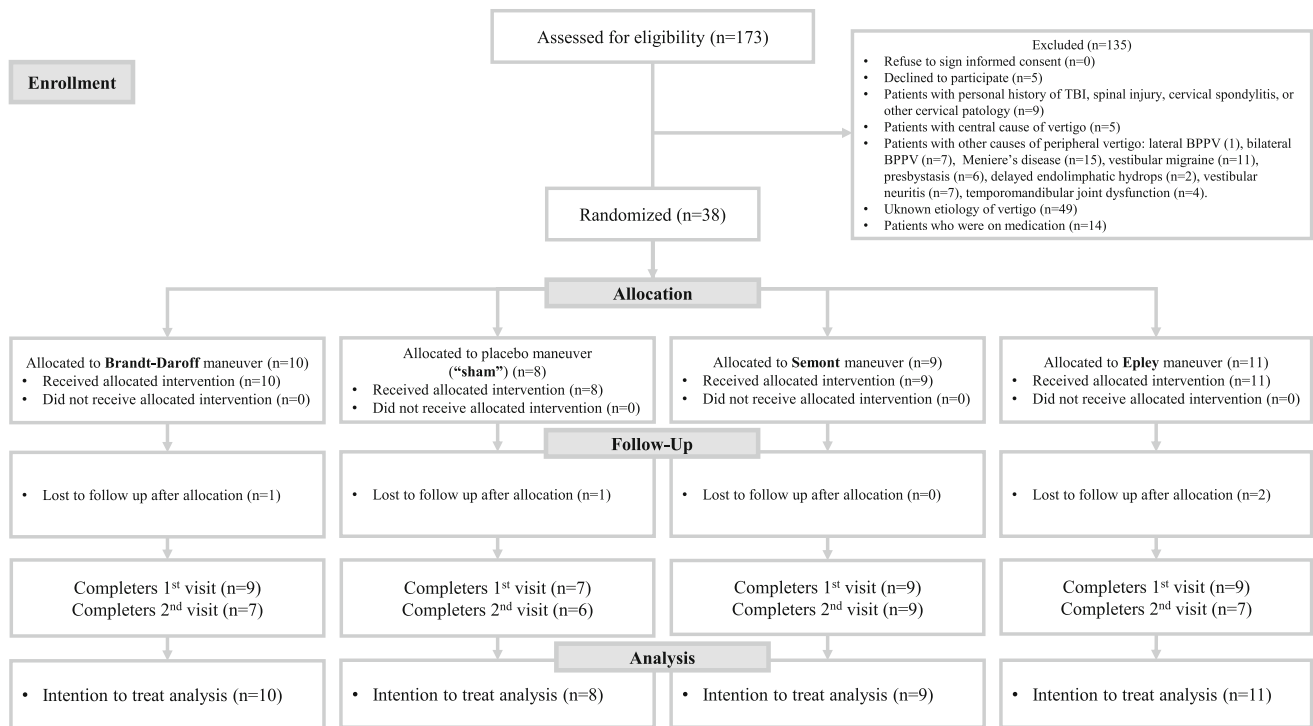 Assessed for eligibility (n=173)
Enrollment
Excluded (n=135)
• Refuse to sign informed consent (n=0)
• Declined to participate (n=5)
• Patients with personal history of TBI, spinal injury, cervical spondylitis, or
other cervical patology (n=9)
• Patients with central cause of vertigo (n=5)
• Patients with other causes of peripheral vertigo: lateral BPPV (1), bilateral
BPPV (n=7), Meniere's disease (n=15), vestibular migraine (n=11),
presbystasis (n=6), delayed endolimphatic hydrops (n=2), vestibular
neuritis (n=7), temporomandibular joint dysfunction (n=4).
• Uknown etiology of vertigo (n=49)
• Patients who were on medication (n=14)
Randomized (n=38)
Allocation
Allocated to Brandt-Daroff maneuver (n=10)
• Received allocated intervention (n=10)
• Did not receive allocated intervention (n=0)
Allocated to placebo maneuver
(“sham”) (n=8)
• Received allocated intervention (n=8)
• Did not receive allocated intervention (n=0)
Allocated to Semont maneuver (n=9)
• Received allocated intervention (n=9)
• Did not receive allocated intervention (n=0)
Allocated to Epley maneuver (n=11)
• Received allocated intervention (n=11)
• Did not receive allocated intervention (n=0)
Follow-Up
• Lost to follow up after allocation (n=1)
• Lost to follow up after allocation (n=1)
• Lost to follow up after allocation (n=0)
• Lost to follow up after allocation (n=2)
Completers 1st visit (n=9)
Completers 2nd visit (n=7)
Completers 1st visit (n=7)
Completers 2nd visit (n=6)
Completers 1st visit (n=9)
Completers 2nd visit (n=9)
Completers 1st visit (n=9)
Completers 2nd visit (n=7)
Analysis
• Intention to treat analysis (n=10)
• Intention to treat analysis (n=8)
• Intention to treat analysis (n=9)
• Intention to treat analysis (n=11)